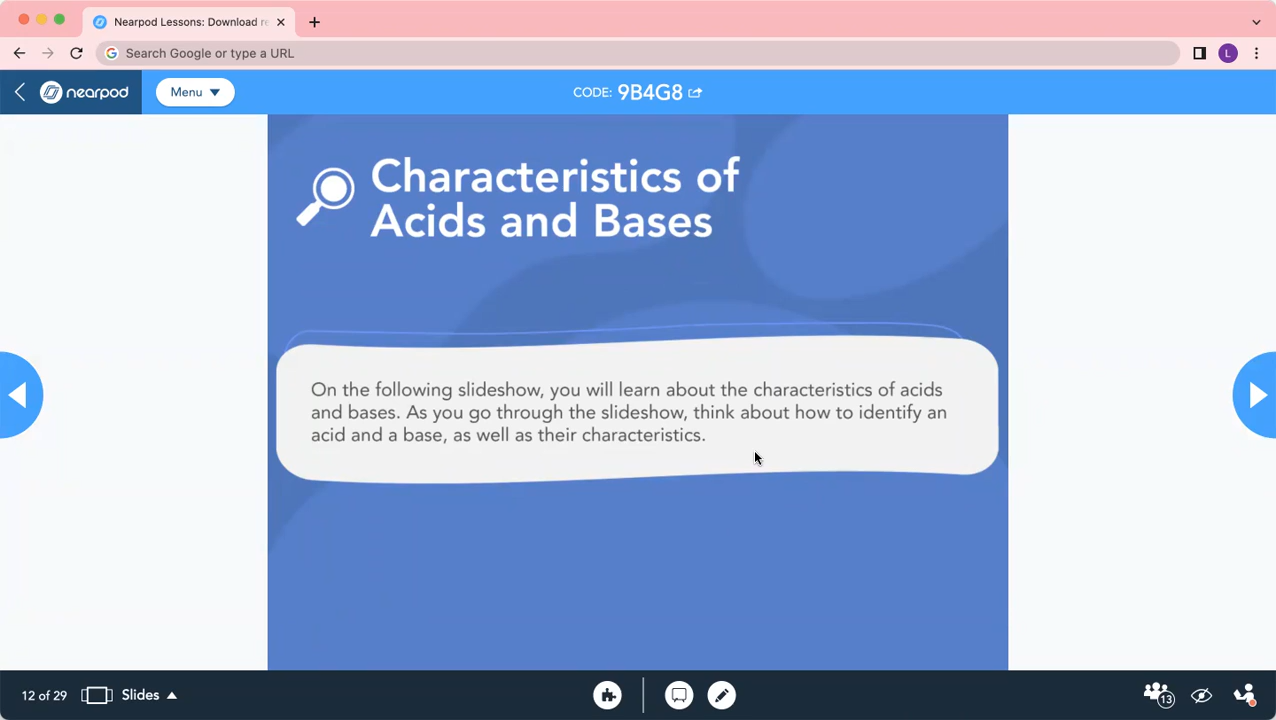 Nearpod Lessons: Download r
Search Google or type a URL
L
nearpod
Menu
CODE: 9B4G8
Characteristics of
Acids and Bases
On the following slideshow, you will learn about the characteristics of acids
and bases. As you go through the slideshow, think about how to identify an
acid and a base, as well as their characteristics.
12 of 29
Slides
13